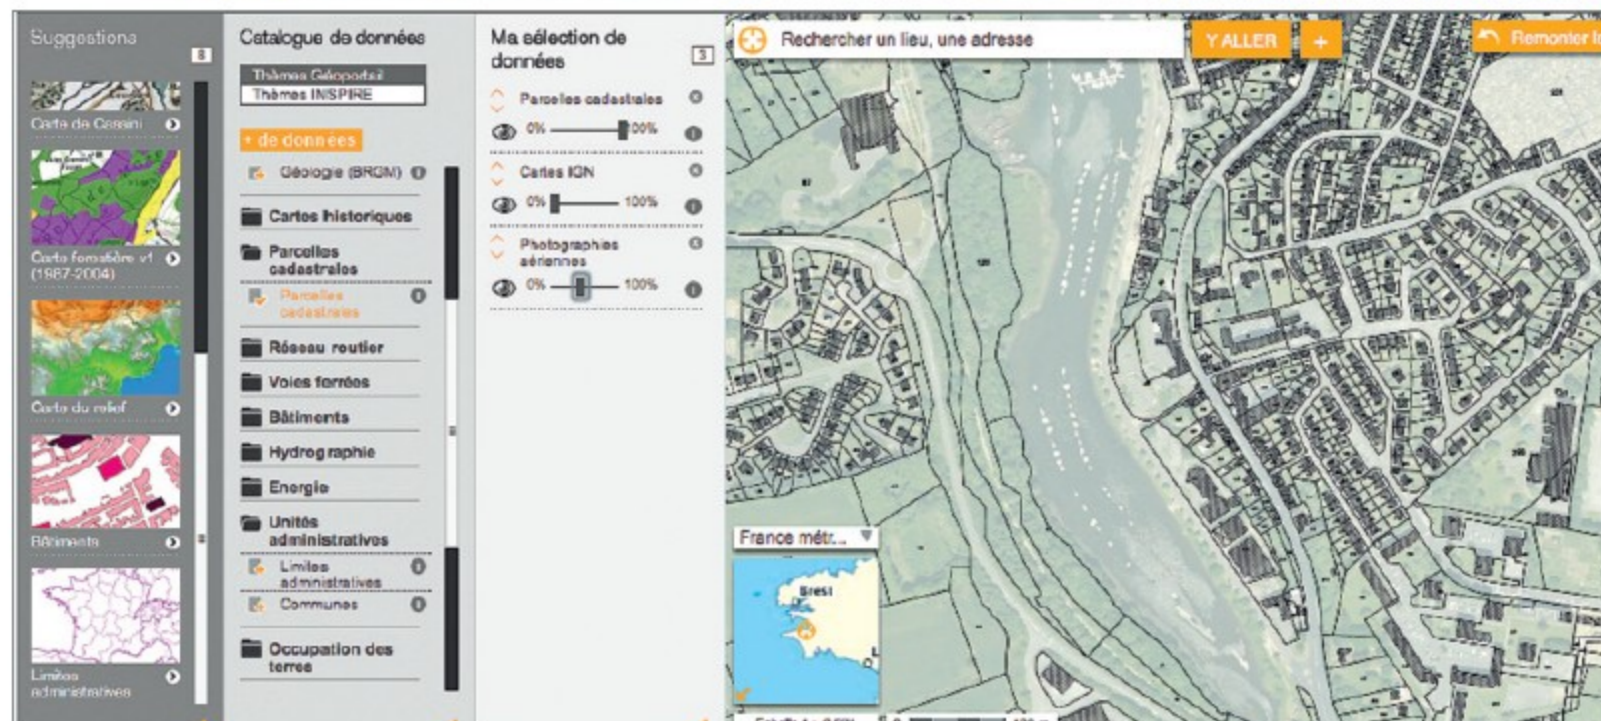 Suggestions
8
Carte de Cassini
Carte forestière v1
(1987-2004)
Carte du relief
Bâtiments
Limites
administratives
Catalogue de données
Thèmes Géoportail
Thèmes INSPIRE
+ de données
Géologie (BRGM)
Cartes historiques
Parcelles
cadastrales
Parcelles
cadastrales
Réseau routier
Voies ferrées
Bâtiments
Hydrographie
Energie
Unités
administratives
Limites
administratives
Communes
Occupation des
terres
Ma sélection de
données
3
Parcelles cadastrales
0% 100%
Cartes IGN
0% 100%
Photographies
aériennes
0% 100%
Rechercher un lieu, une adresse
Y ALLER
+
Remonter
France métr...
Brest